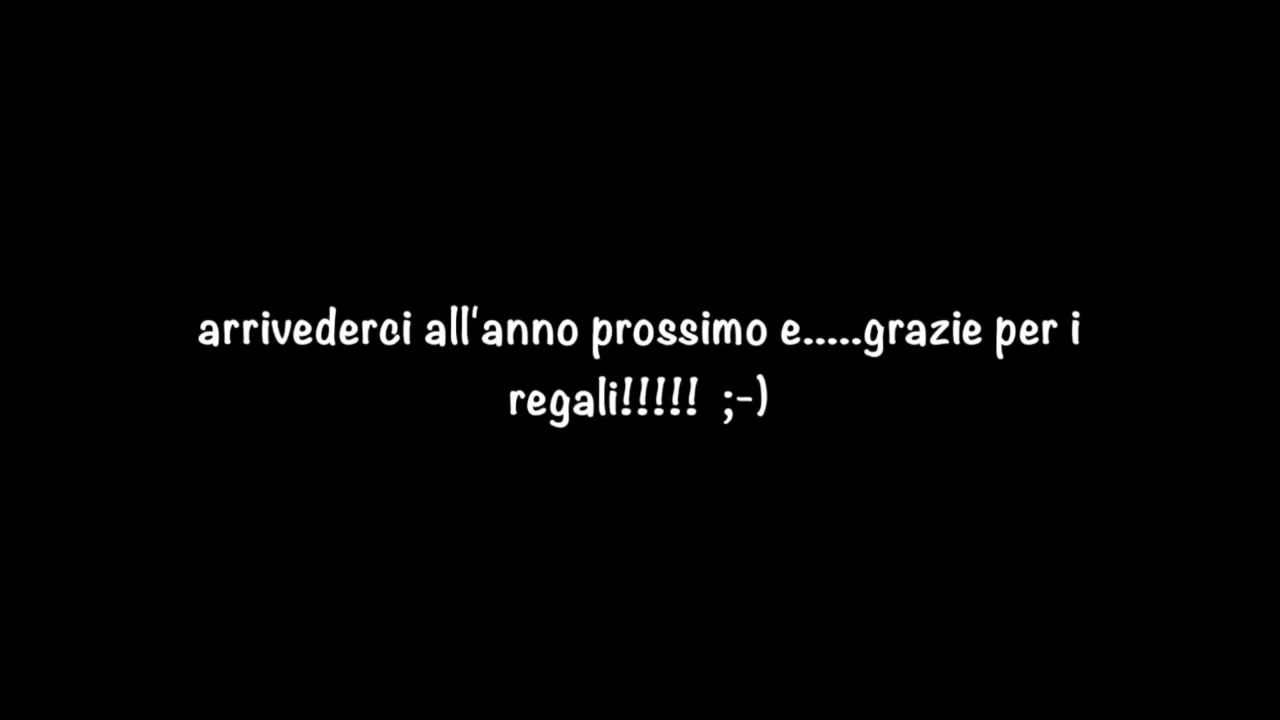 arrivederci all'anno prossimo e.....grazie per i
regali!!!!! ;-)